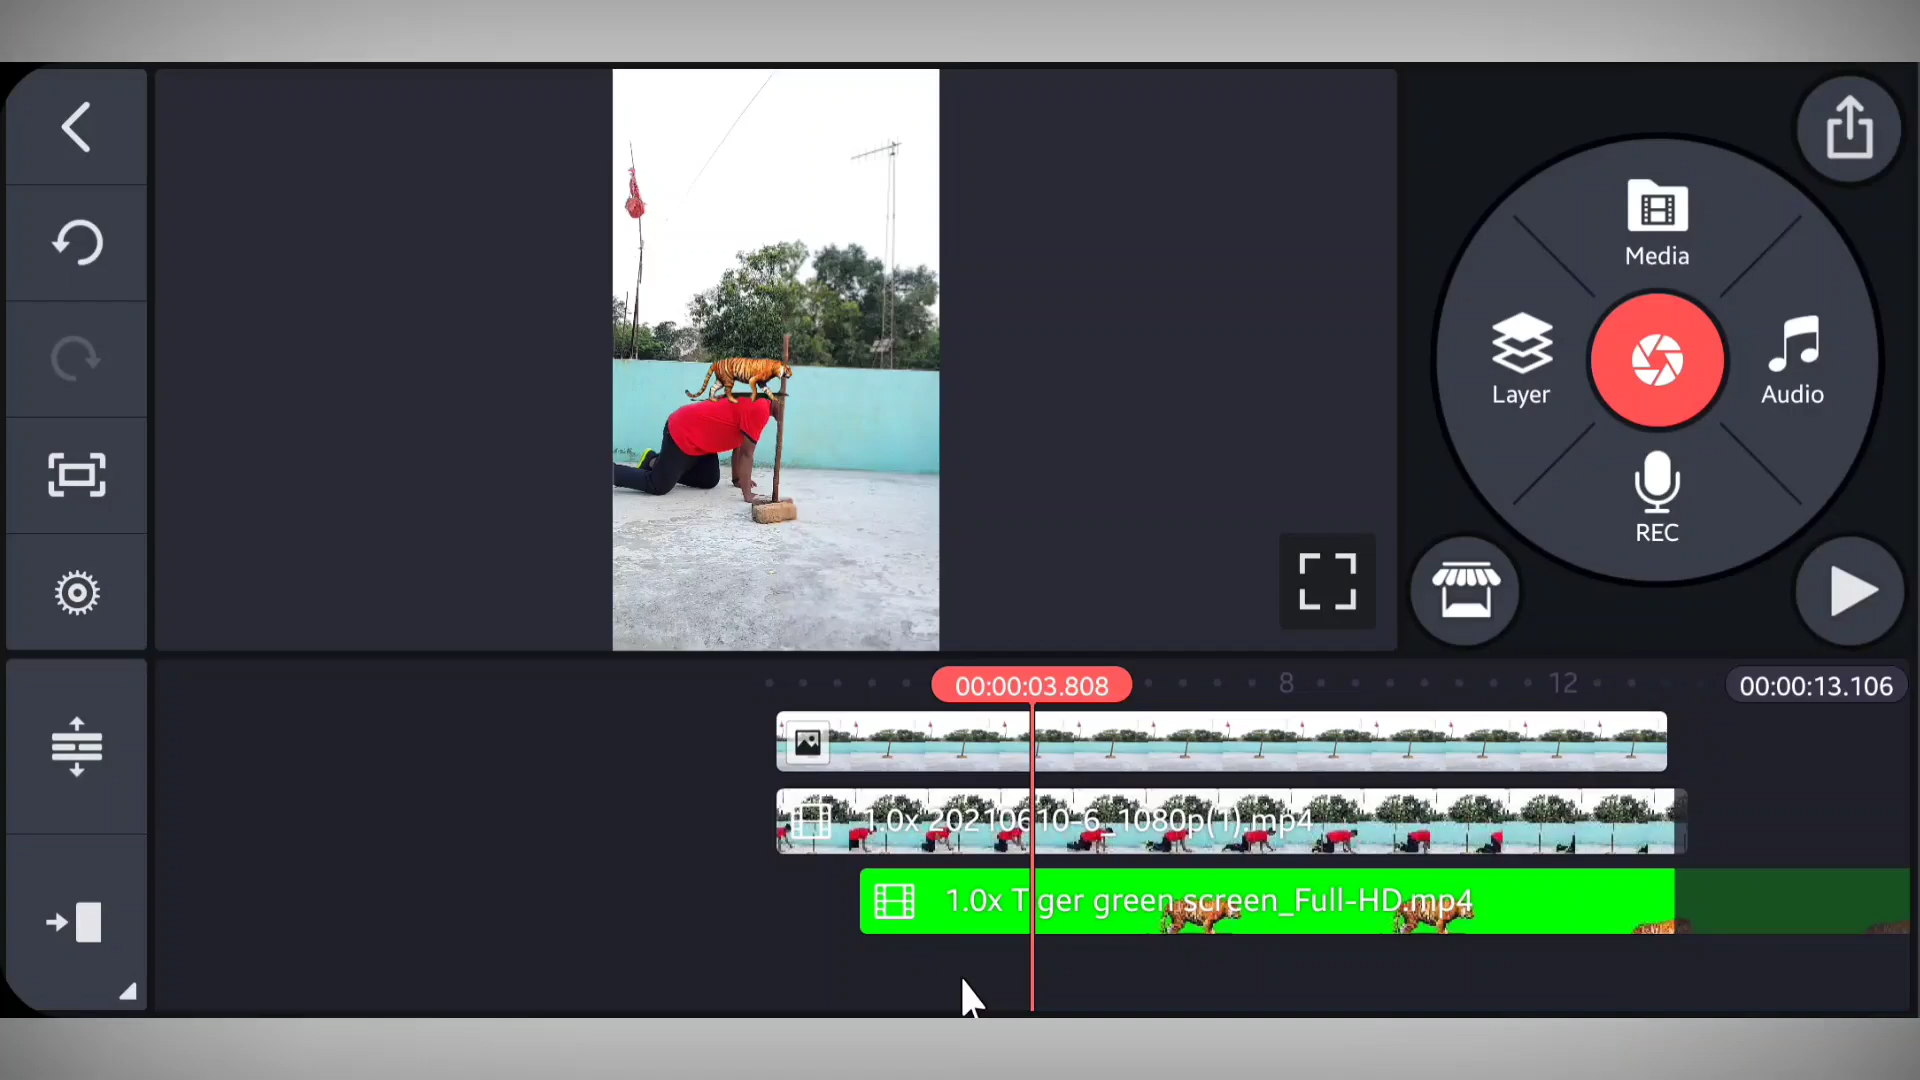 Media
Layer
Audio
REC
00:00:03.808
8
12
00:00:13.106
1.0x 20210610-6_1080p(1).mp4
1.0x Tiger green screen_Full-HD.mp4